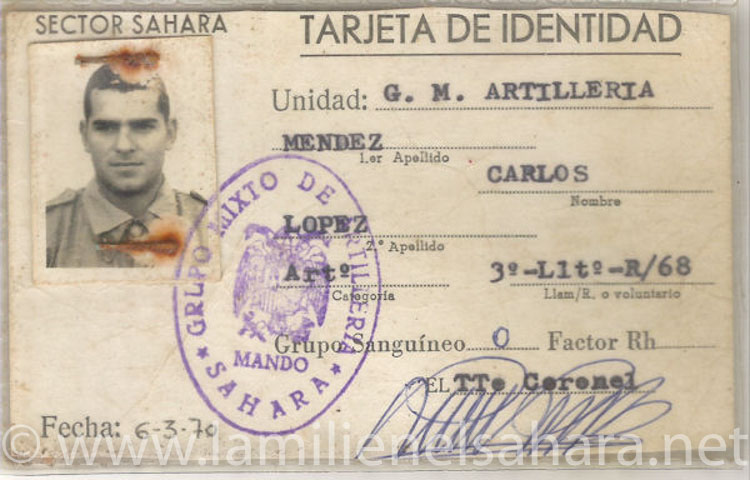 SECTOR SAHARA
TARJETA DE IDENTIDAD
Unidad: G. M. ARTILLERIA
MENDEZ
1.er Apellido
CARLOS
Nombre
LOPEZ
2.º Apellido
Artº 3º-Lltº-R/68
Categoría Llam/R. o voluntario
Grupo Sanguíneo 0 Factor Rh
EL TTe Coronel
Fecha: 6-3-70
GRUPO MIXTO DE ARTILLERIA
MANDO
★ SAHARA ★
© www.lamilienelsahara.net